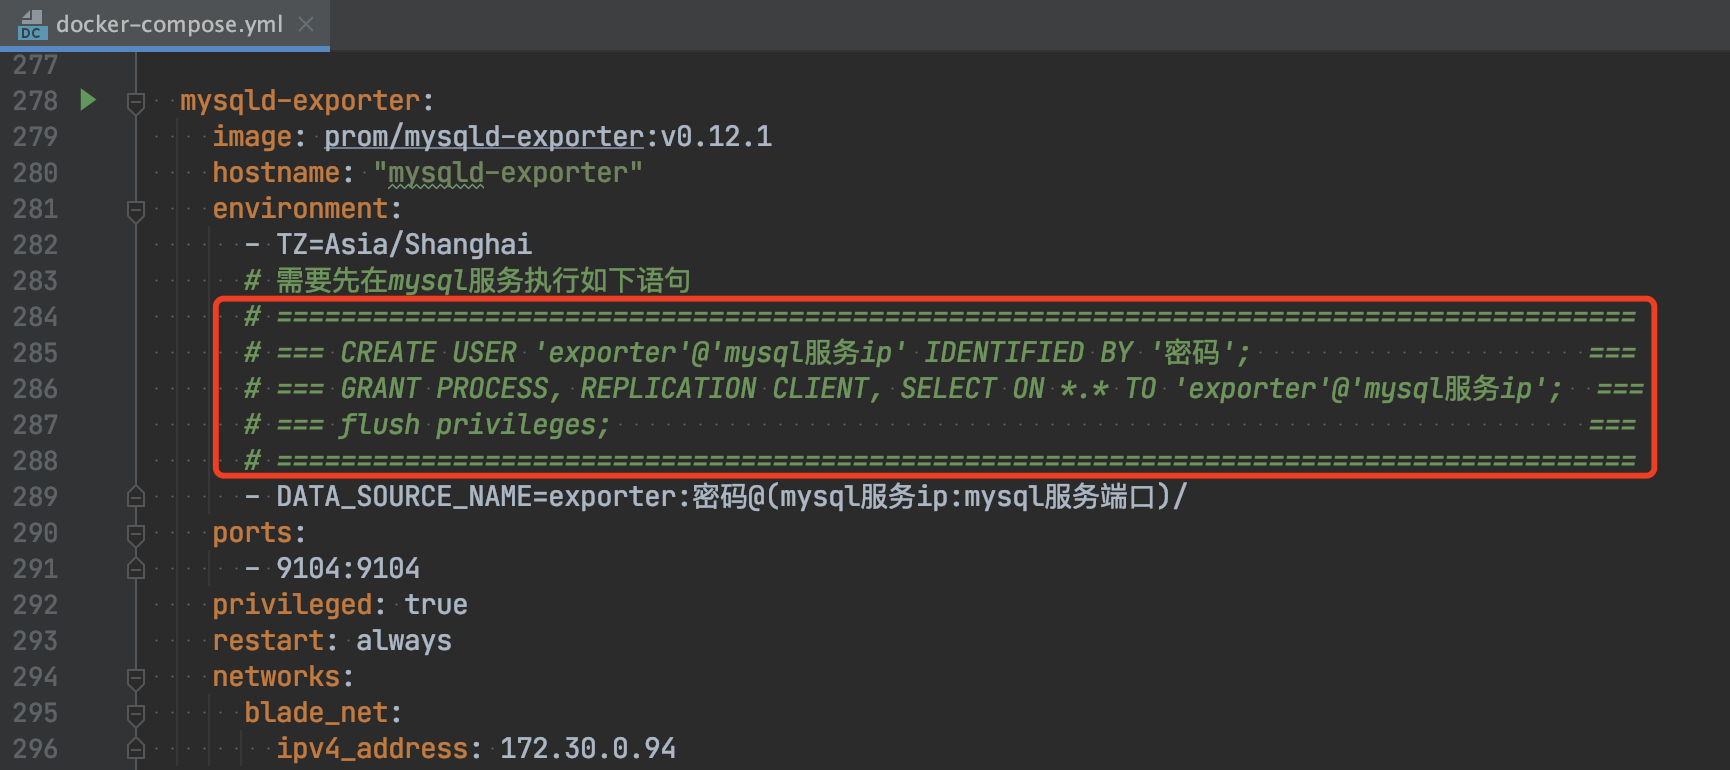 DC docker-compose.yml
277
278 mysqld-exporter:
279 image: prom/mysqld-exporter:v0.12.1
280 hostname: "mysqld-exporter"
281 environment:
282 - TZ=Asia/Shanghai
283 # 需要先在mysql服务执行如下语句
284 # =====================================================================================
285 # === CREATE USER 'exporter'@'mysql服务ip' IDENTIFIED BY '密码'; ===
286 # === GRANT PROCESS, REPLICATION CLIENT, SELECT ON *.* TO 'exporter'@'mysql服务ip'; ===
287 # === flush privileges; ===
288 # =====================================================================================
289 - DATA_SOURCE_NAME=exporter:密码@(mysql服务ip:mysql服务端口)/
290 ports:
291 - 9104:9104
292 privileged: true
293 restart: always
294 networks:
295 blade_net:
296 ipv4_address: 172.30.0.94